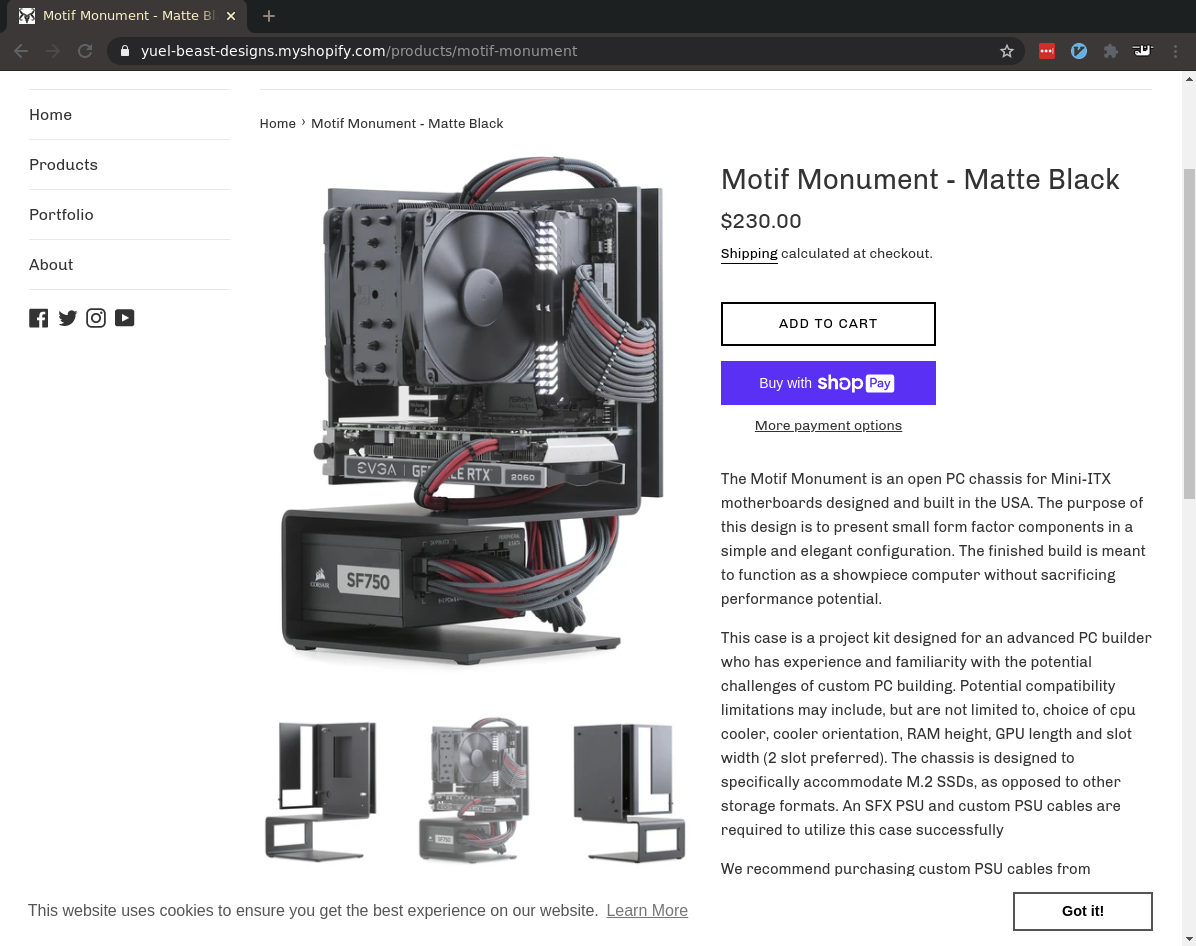 Motif Monument - Matte Bl
yuel-beast-designs.myshopify.com/products/motif-monument
Home
Products
Portfolio
About
Home › Motif Monument - Matte Black
EVGA | GEFORCE RTX 2060
CORSAIR
SF750
PERIPHERAL
& SATA
Motif Monument - Matte Black
$230.00
Shipping calculated at checkout.
ADD TO CART
Buy with shop Pay
More payment options
The Motif Monument is an open PC chassis for Mini-ITX
motherboards designed and built in the USA. The purpose of
this design is to present small form factor components in a
simple and elegant configuration. The finished build is meant
to function as a showpiece computer without sacrificing
performance potential.
This case is a project kit designed for an advanced PC builder
who has experience and familiarity with the potential
challenges of custom PC building. Potential compatibility
limitations may include, but are not limited to, choice of cpu
cooler, cooler orientation, RAM height, GPU length and slot
width (2 slot preferred). The chassis is designed to
specifically accommodate M.2 SSDs, as opposed to other
storage formats. An SFX PSU and custom PSU cables are
required to utilize this case successfully
We recommend purchasing custom PSU cables from
This website uses cookies to ensure you get the best experience on our website. Learn More
Got it!